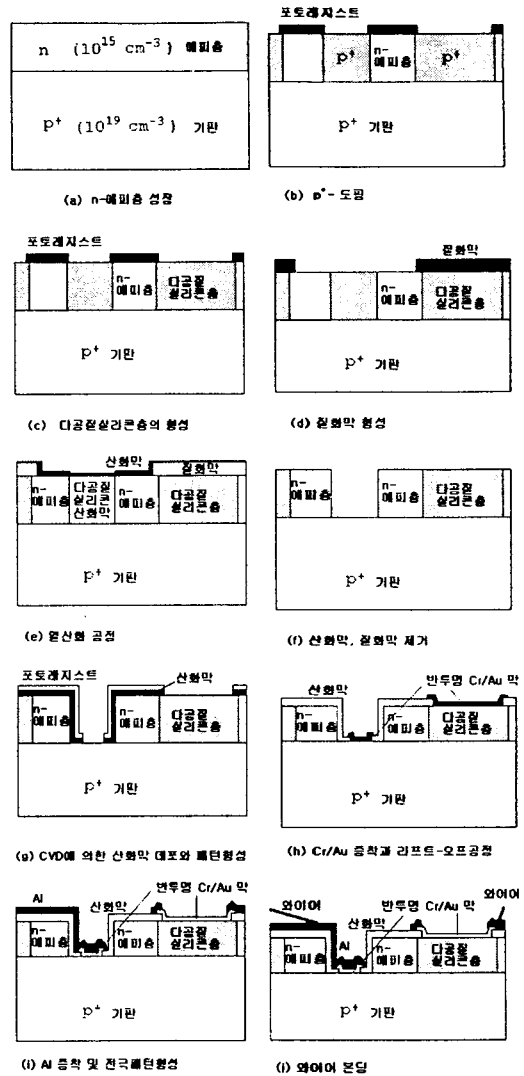 n (10¹⁵ cm⁻³) 에피층
p⁺ (10¹⁹ cm⁻³) 기판
(a) n-에피층 성장
포토레지스트
p⁺
n-
에피층
p⁺
p⁺ 기판
(b) p⁺- 도핑
포토레지스트
n-
에피층
다공질
실리콘층
p⁺ 기판
(c) 다공질실리콘층의 형성
질화막
n-
에피층
다공질
실리콘층
p⁺ 기판
(d) 질화막 형성
산화막
질화막
n-
에피층
다공질
실리콘
산화막
n-
에피층
다공질
실리콘층
p⁺ 기판
(e) 열산화 공정
n-
에피층
n-
에피층
다공질
실리콘층
p⁺ 기판
(f) 산화막, 질화막 제거
포토레지스트
산화막
n-
에피층
n-
에피층
다공질
실리콘층
p⁺ 기판
(g) CVD에 의한 산화막 데포와 패턴형성
산화막
반투명 Cr/Au 막
n-
에피층
n-
에피층
다공질
실리콘층
p⁺ 기판
(h) Cr/Au 증착과 리프트-오프공정
Al
산화막
반투명 Cr/Au 막
n-
에피층
n-
에피층
다공질
실리콘층
p⁺ 기판
(i) Al 증착 및 전극패턴형성
와이어
와이어
산화막
반투명 Cr/Au 막
Al
n-
에피층
n-
에피층
다공질
실리콘층
p⁺ 기판
(j) 와이어 본딩